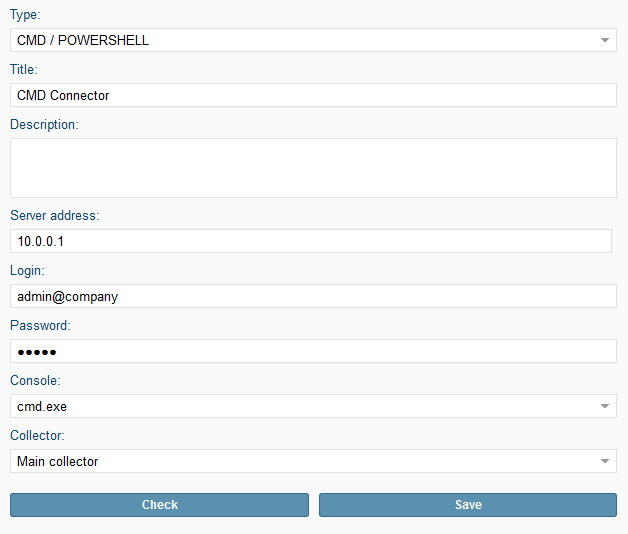 Type:
CMD / POWERSHELL
Title:
CMD Connector
Description:
Server address:
10.0.0.1
Login:
admin@company
Password:
●●●●●
Console:
cmd.exe
Collector:
Main collector
Check Save